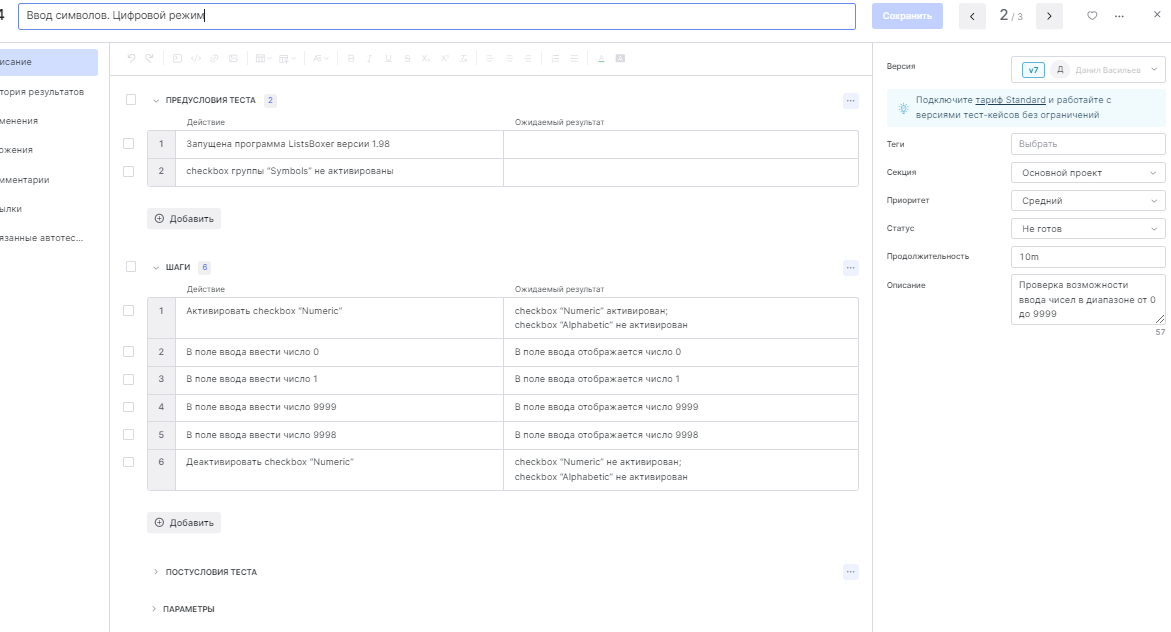 4
Ввод символов. Цифровой режим
Сохранить
2 / 3
исание
тория результатов
менения
ожения
мментарии
ылки
язанные автотес...
ПРЕДУСЛОВИЯ ТЕСТА 2
Действие Ожидаемый результат
1 Запущена программа ListsBoxer версии 1.98
2 checkbox группы "Symbols" не активированы
Добавить
ШАГИ 6
Действие Ожидаемый результат
1 Активировать checkbox "Numeric" checkbox "Numeric" активирован;
checkbox "Alphabetic" не активирован
2 В поле ввода ввести число 0 В поле ввода отображается число 0
3 В поле ввода ввести число 1 В поле ввода отображается число 1
4 В поле ввода ввести число 9999 В поле ввода отображается число 9999
5 В поле ввода ввести число 9998 В поле ввода отображается число 9998
6 Деактивировать checkbox "Numeric" checkbox "Numeric" не активирован;
checkbox "Alphabetic" не активирован
Добавить
ПОСТУСЛОВИЯ ТЕСТА
ПАРАМЕТРЫ
Версия v7 Д Данил Васильев
Подключите тариф Standard и работайте с
версиями тест-кейсов без ограничений
Теги Выбрать
Секция Основной проект
Приоритет Средний
Статус Не готов
Продолжительность 10m
Описание Проверка возможности
ввода чисел в диапазоне от 0
до 9999
57